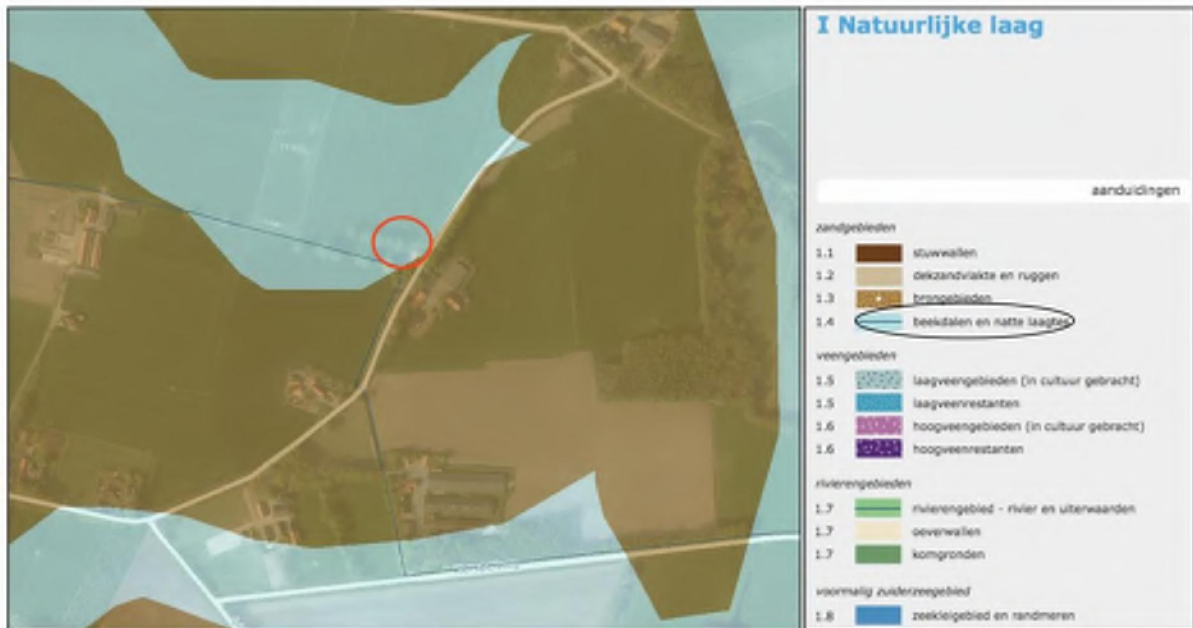 I Natuurlijke laag
aanduidingen
zandgebieden
1.1 stuwwallen
1.2 dekzandvlakte en ruggen
1.3 brongebieden
1.4 beekdalen en natte laagtes
veengebieden
1.5 laagveengebieden (in cultuur gebracht)
1.5 laagveenrestanten
1.6 hoogveengebieden (in cultuur gebracht)
1.6 hoogveenrestanten
rivierengebieden
1.7 rivierengebied - rivier en uiterwaarden
1.7 oeverwallen
1.7 komgronden
voormalig zuiderzeegebied
1.8 zeekleigebied en randmeren